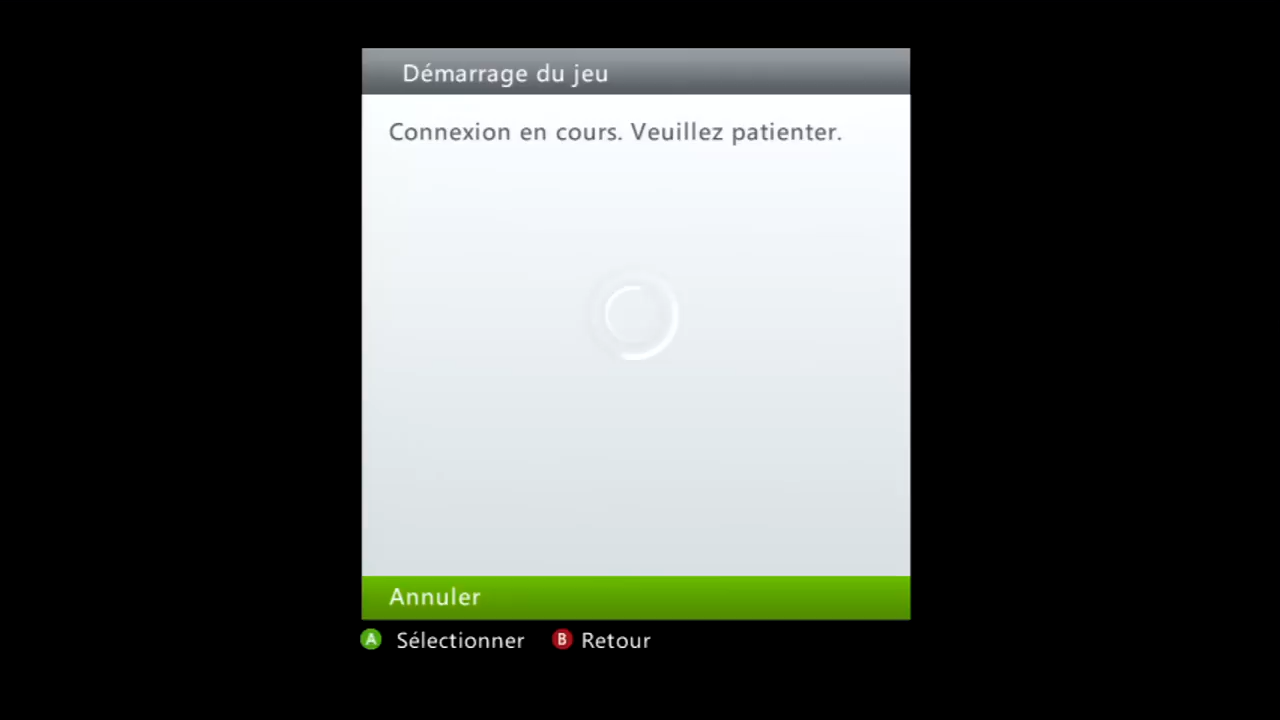 Démarrage du jeu
Connexion en cours. Veuillez patienter.
Annuler
A Sélectionner B Retour